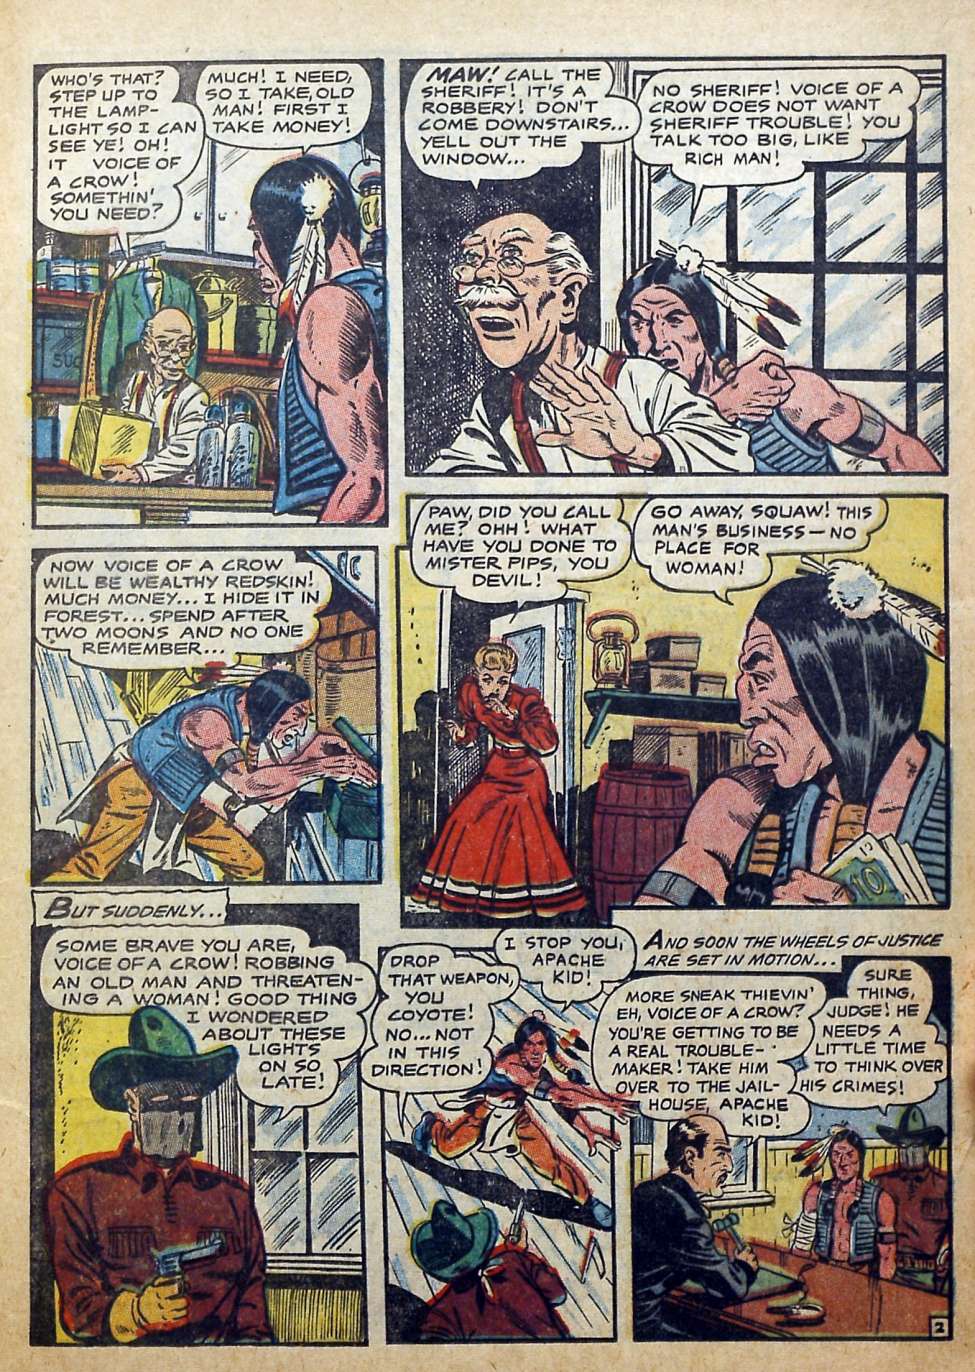 WHO'S THAT?
STEP UP TO
THE LAMP-
LIGHT SO I CAN
SEE YE! OH!
IT VOICE OF
A CROW!
SOMETHIN'
YOU NEED?
MUCH! I NEED,
SO I TAKE, OLD
MAN! FIRST I
TAKE MONEY!
SUG
MAW! CALL THE
SHERIFF! IT'S A
ROBBERY! DON'T
COME DOWNSTAIRS...
YELL OUT THE
WINDOW...
NO SHERIFF! VOICE OF A
CROW DOES NOT WANT
SHERIFF TROUBLE! YOU
TALK TOO BIG, LIKE
RICH MAN!
NOW VOICE OF A CROW
WILL BE WEALTHY REDSKIN!
MUCH MONEY... I HIDE IT IN
FOREST... SPEND AFTER
TWO MOONS AND NO ONE
REMEMBER...
PAW, DID YOU CALL
ME? OHH! WHAT
HAVE YOU DONE TO
MISTER PIPS, YOU
DEVIL!
GO AWAY, SQUAW! THIS
MAN'S BUSINESS—NO
PLACE FOR
WOMAN!
10
BUT SUDDENLY...
SOME BRAVE YOU ARE,
VOICE OF A CROW! ROBBING
AN OLD MAN AND THREATEN-
ING A WOMAN! GOOD THING
I WONDERED
ABOUT THESE
LIGHTS
ON SO
LATE!
DROP
THAT WEAPON,
YOU
COYOTE!
NO... NOT
IN THIS
DIRECTION!
I STOP YOU,
APACHE
KID!
AND SOON THE WHEELS OF JUSTICE
ARE SET IN MOTION...
MORE SNEAK THIEVIN'
EH, VOICE OF A CROW?
YOU'RE GETTING TO BE
A REAL TROUBLE-
MAKER! TAKE HIM
OVER TO THE JAIL-
HOUSE, APACHE
KID!
SURE
THING,
JUDGE! HE
NEEDS A
LITTLE TIME
TO THINK OVER
HIS CRIMES!
2